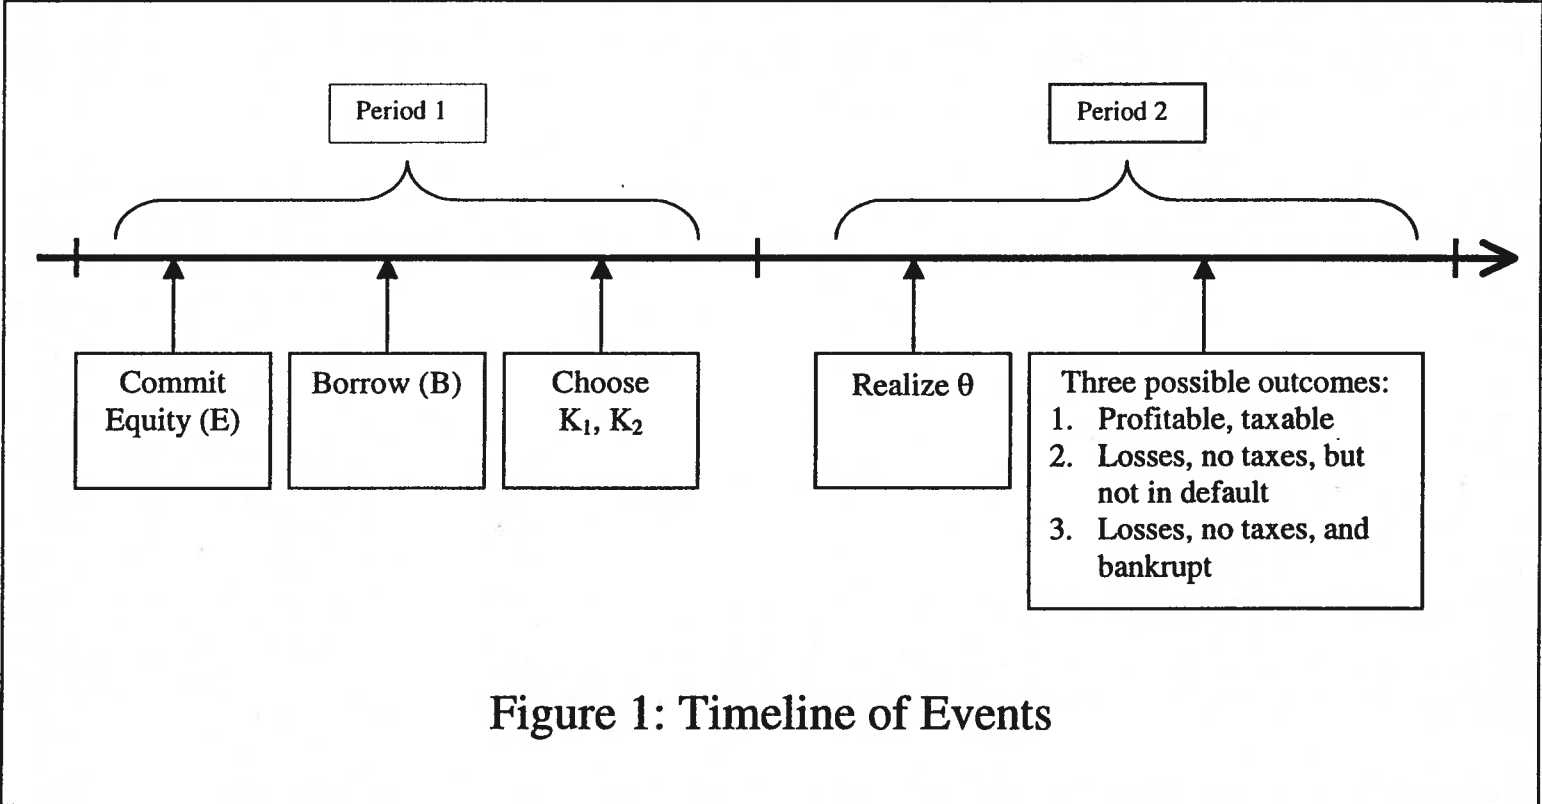 Period 1
Period 2
Commit
Equity (E)
Borrow (B)
Choose
K₁, K₂
Realize θ
Three possible outcomes:
1. Profitable, taxable
2. Losses, no taxes, but
not in default
3. Losses, no taxes, and
bankrupt
Figure 1: Timeline of Events